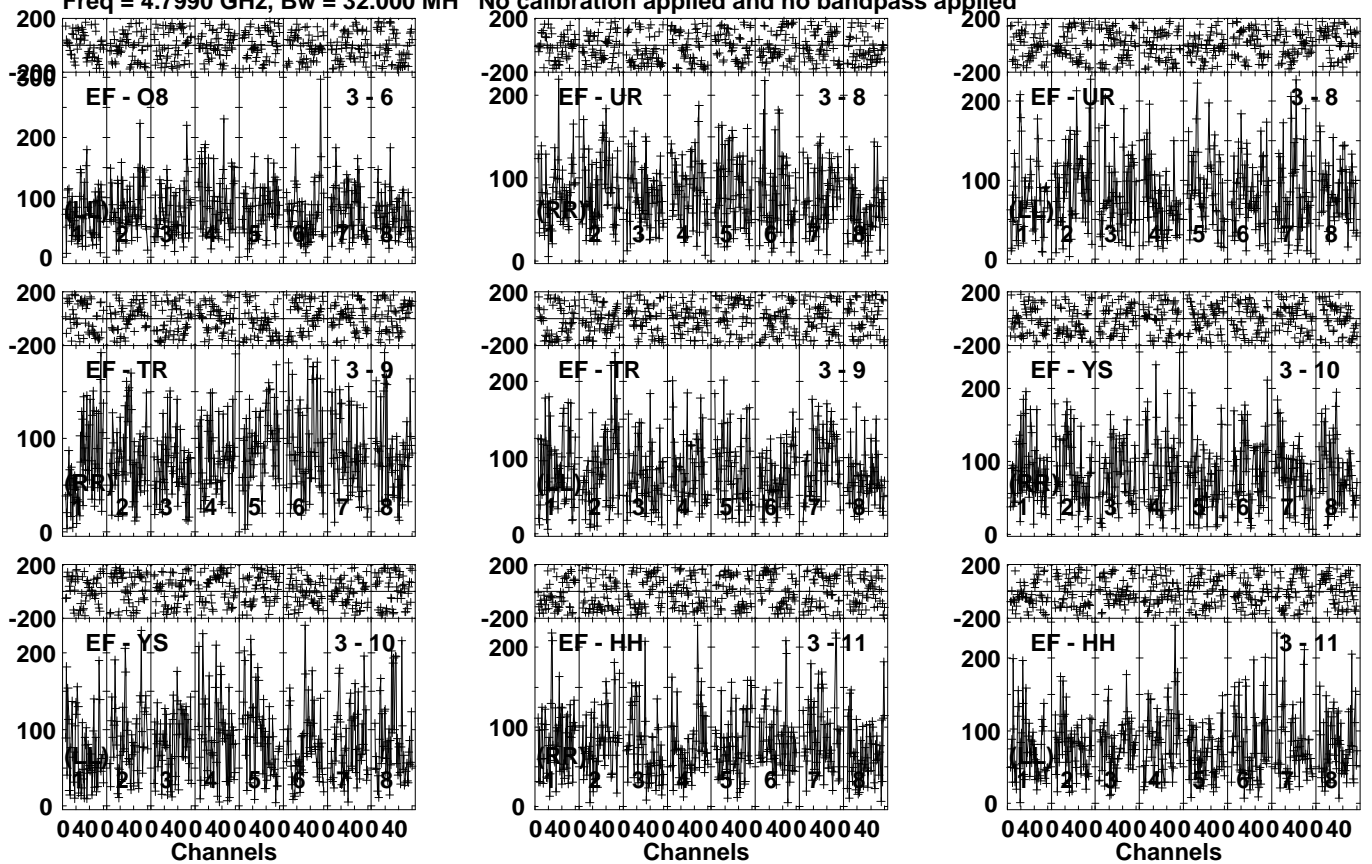 Freq = 4.7990 GHz, Bw = 32.000 MH No calibration applied and no bandpass applied
200 200 200
-200 -200 -200
300
EF - O8 3 - 6 EF - UR 3 - 8 EF - UR 3 - 8
200 200 200
100 100 100
(LL) (RR) (LL)
1 2 3 4 5 6 7 8 1 2 3 4 5 6 7 8 1 2 3 4 5 6 7 8
0 0 0
200 200 200
-200 -200 -200
EF - TR 3 - 9 EF - TR 3 - 9 EF - YS 3 - 10
200 200
100 100 100
(RR) (LL) (RR)
1 2 3 4 5 6 7 8 1 2 3 4 5 6 7 8 1 2 3 4 5 6 7 8
0 0 0
200 200 200
-200 -200 -200
EF - YS 3 - 10 EF - HH 3 - 11 EF - HH 3 - 11
200 200 200
100 100 100
(LL) (RR) (LL)
1 2 3 4 5 6 7 8 1 2 3 4 5 6 7 8 1 2 3 4 5 6 7 8
0 0 0
0 40 0 40 0 40 0 40 0 40 0 40 0 40 0 40 0 40 0 40 0 40 0 40 0 40 0 40 0 40 0 40 0 40 0 40 0 40 0 40 0 40 0 40 0 40 0 40
Channels Channels Channels